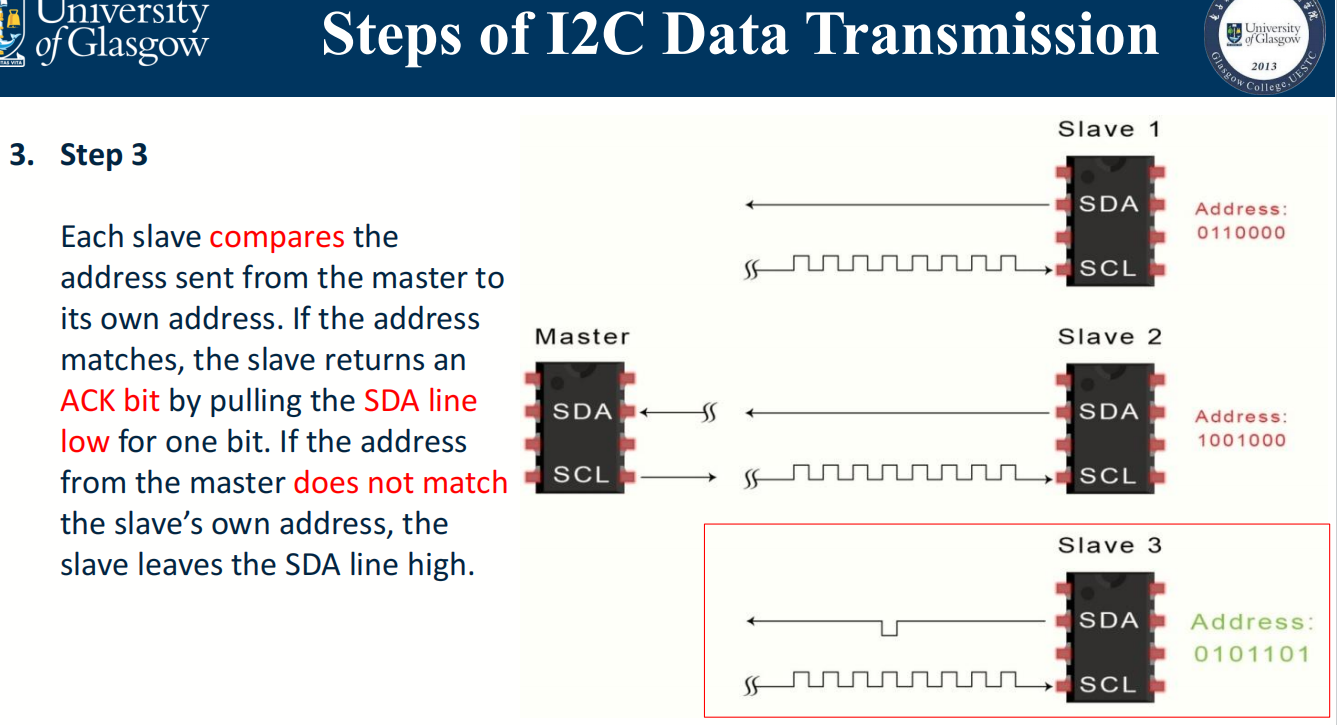 University
of Glasgow
Steps of I2C Data Transmission
University
of Glasgow
2013
Glasgow College, UESTC
3. Step 3
Each slave compares the
address sent from the master to
its own address. If the address
matches, the slave returns an
ACK bit by pulling the SDA line
low for one bit. If the address
from the master does not match
the slave’s own address, the
slave leaves the SDA line high.
Slave 1
SDA
SCL
Address:
0110000
Master
SDA
SCL
Slave 2
SDA
SCL
Address:
1001000
Slave 3
SDA
SCL
Address:
0101101